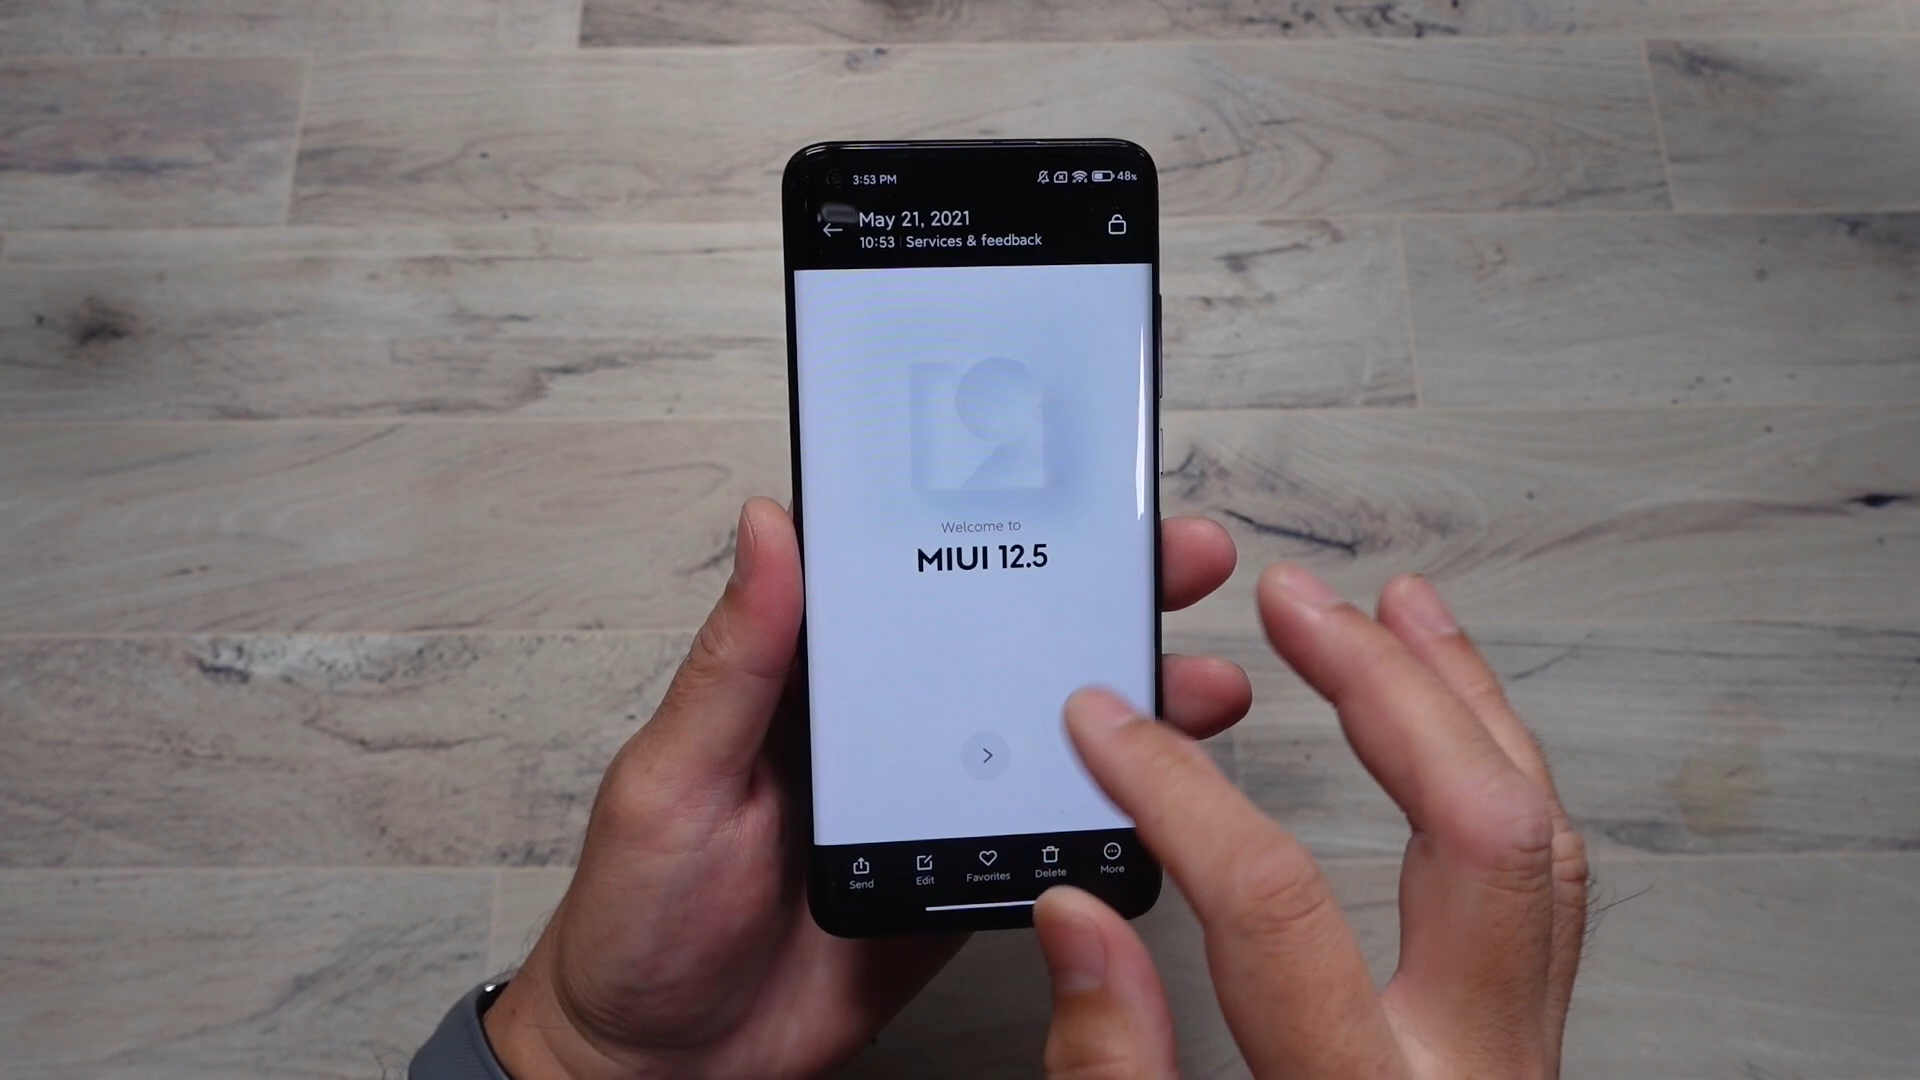 3:53 PM 48%
May 21, 2021
10:53 | Services & feedback
Welcome to
MIUI 12.5
Send Edit Favorites Delete More